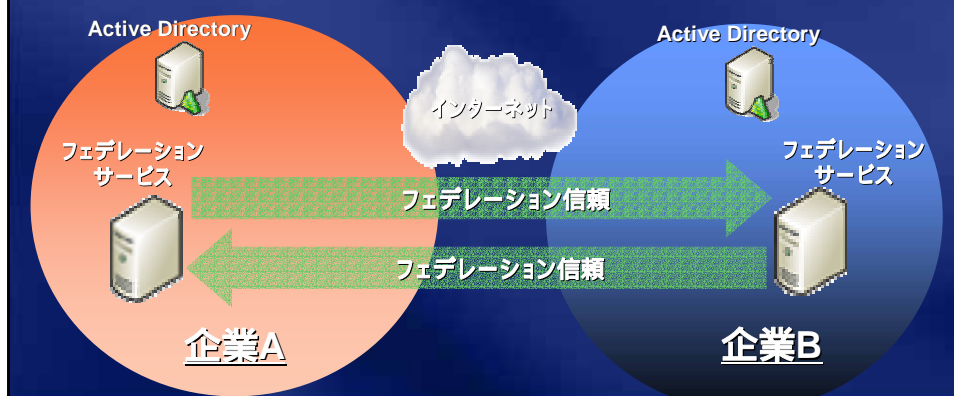 Active Directory
Active Directory
インターネット
フェデレーション
サービス
フェデレーション
サービス
フェデレーション信頼
フェデレーション信頼
企業A
企業B